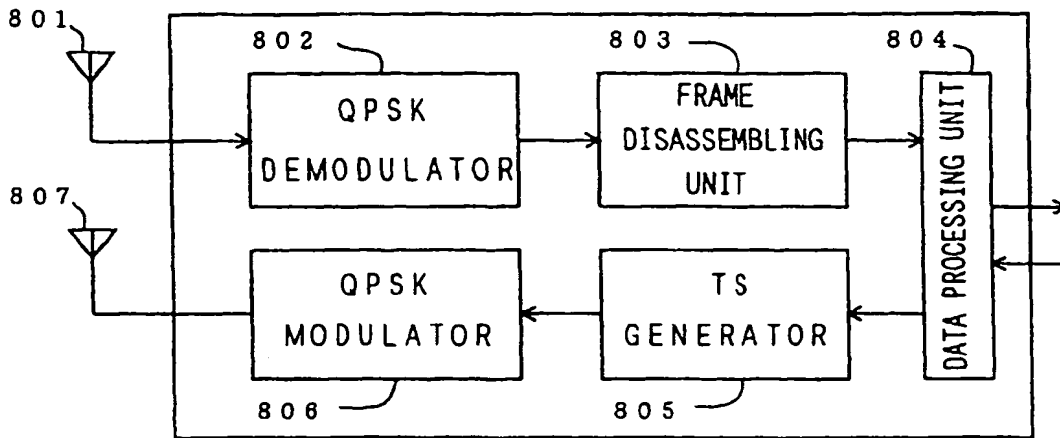 801
802
803
804
QPSK
DEMODULATOR
FRAME
DISASSEMBLING
UNIT
DATA PROCESSING UNIT
807
QPSK
MODULATOR
TS
GENERATOR
806
805